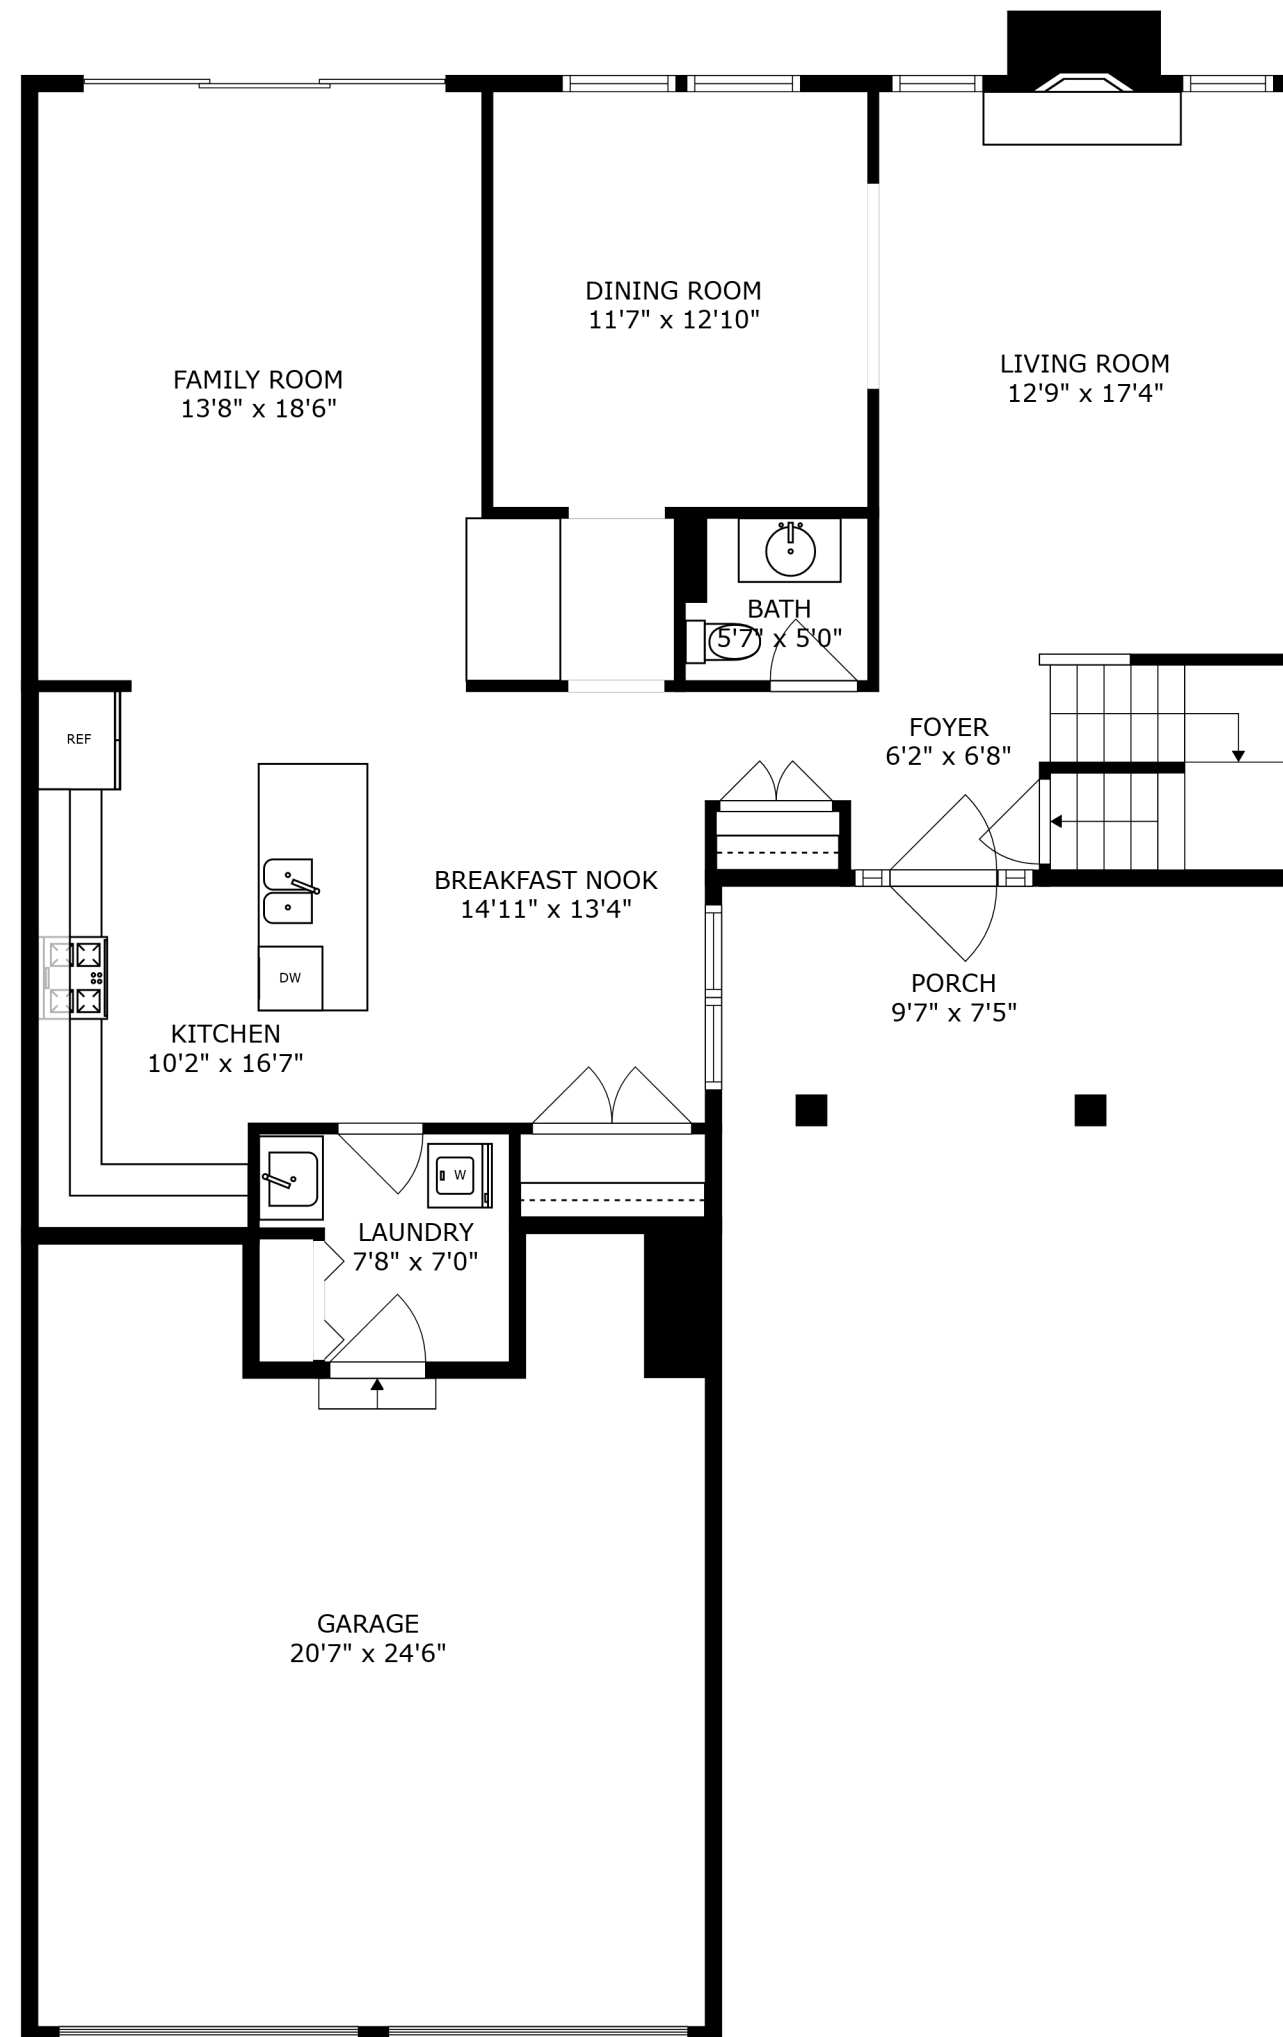 DINING ROOM
11'7" x 12'10"
LIVING ROOM
12'9" x 17'4"
FAMILY ROOM
13'8" x 18'6"
BATH
5'7" x 5'0"
FOYER
6'2" x 6'8"
REF
BREAKFAST NOOK
14'11" x 13'4"
DW
PORCH
9'7" x 7'5"
KITCHEN
10'2" x 16'7"
W
LAUNDRY
7'8" x 7'0"
GARAGE
20'7" x 24'6"